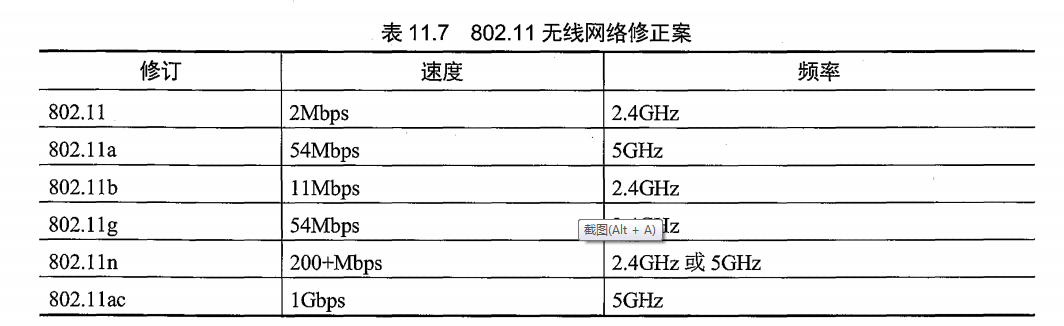 表 11.7 802.11 无线网络修正案
修订 速度 频率
802.11 2Mbps 2.4GHz
802.11a 54Mbps 5GHz
802.11b 11Mbps 2.4GHz
802.11g 54Mbps 截图(Alt + A)
802.11n 200+Mbps 2.4GHz 或 5GHz
802.11ac 1Gbps 5GHz